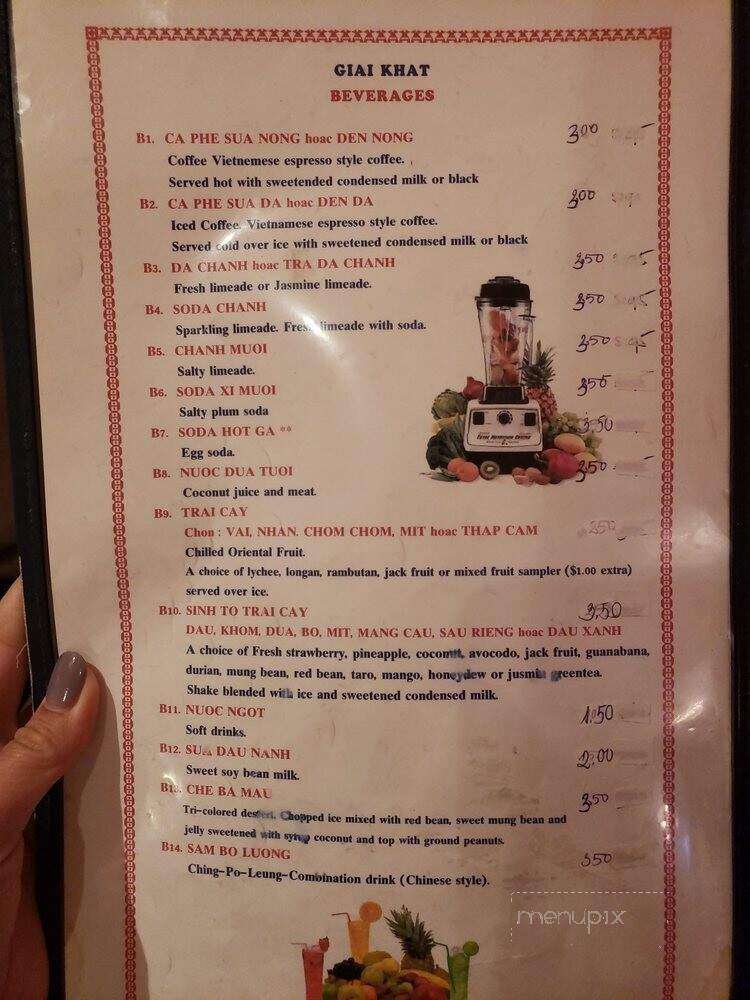 GIAI KHAT
BEVERAGES
B1. CA PHE SUA NONG hoac DEN NONG 3.00
Coffee Vietnemese espresso style coffee.
Served hot with sweetended condensed milk or black
B2. CA PHE SUA DA hoac DEN DA 3.00
Iced Coffee. Vietnamese espresso style coffee.
Served cold over ice with sweetened condensed milk or black
B3. DA CHANH hoac TRA DA CHANH 3.50
Fresh limeade or Jasmine limeade.
B4. SODA CHANH 3.50
Sparkling limeade. Fresh limeade with soda.
B5. CHANH MUOI 3.50
Salty limeade.
B6. SODA XI MUOI 3.50
Salty plum soda
B7. SODA HOT GA ** 3.50
Egg soda.
B8. NUOC DUA TUOI 3.50
Coconut juice and meat.
B9. TRAI CAY
Chon : VAI, NHAN. CHOM CHOM, MIT hoac THAP CAM 2.50
Chilled Oriental Fruit.
A choice of lychee, longan, rambutan, jack fruit or mixed fruit sampler ($1.00 extra)
served over ice.
B10. SINH TO TRAI CAY 3.50
DAU, KHOM, DUA, BO, MIT, MANG CAU, SAU RIENG hoac DAU XANH
A choice of Fresh strawberry, pineapple, coconut, avocodo, jack fruit, guanabana,
durian, mung bean, red bean, taro, mango, honeydew or jusmin greentea.
Shake blended with ice and sweetened condensed milk.
B11. NUOC NGOT 1.50
Soft drinks.
B12. SUA DAU NANH 2.00
Sweet soy bean milk.
B13. CHE BA MAU 3.50
Tri-colored dessert. Chopped ice mixed with red bean, sweet mung bean and
jelly sweetened with syrup coconut and top with ground peanuts.
B14. SAM BO LUONG 350
Ching-Po-Leung-Combination drink (Chinese style).
menupix